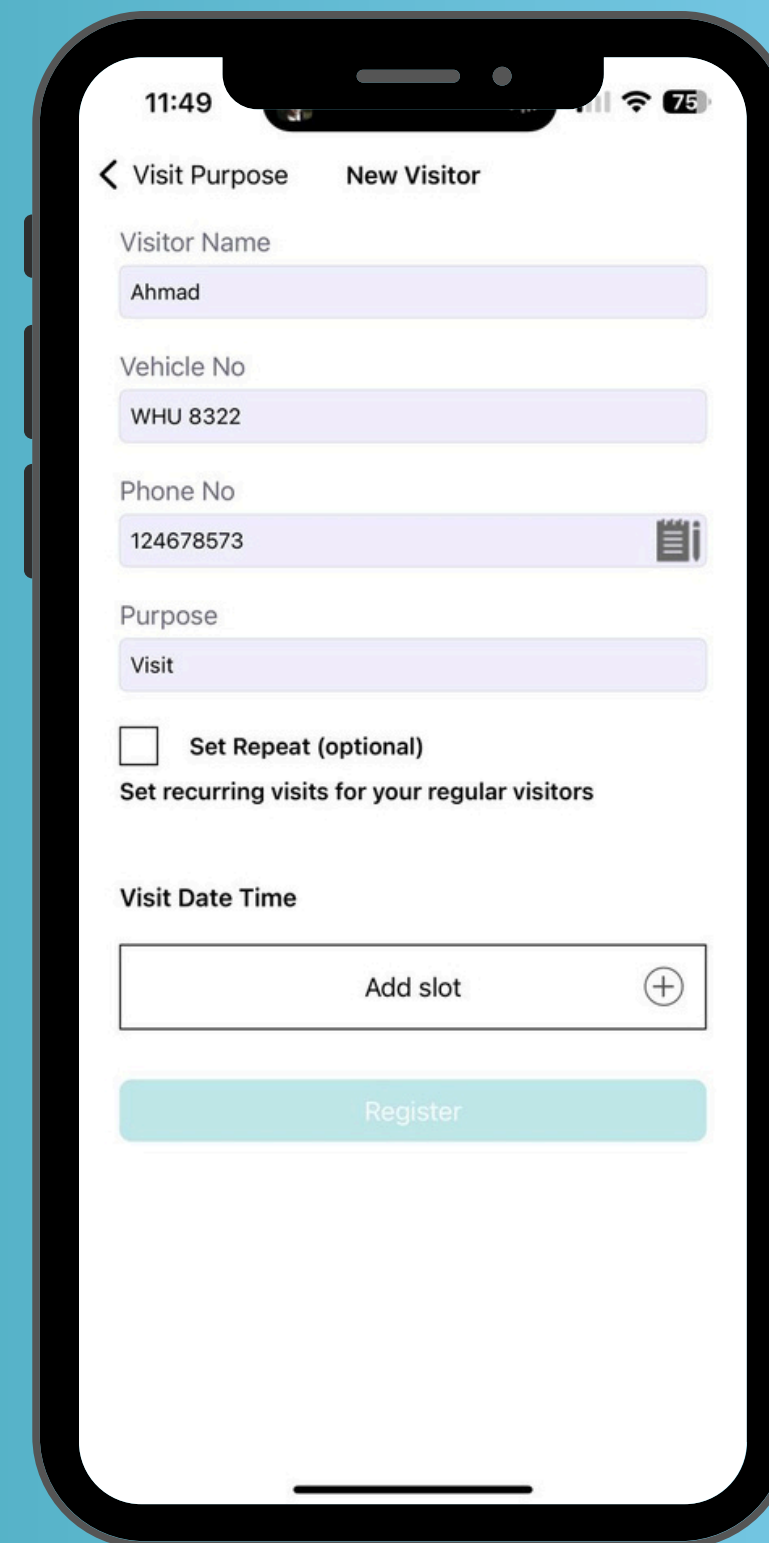 11:49
75
Visit Purpose New Visitor
Visitor Name
Ahmad
Vehicle No
WHU 8322
Phone No
124678573
Purpose
Visit
Set Repeat (optional)
Set recurring visits for your regular visitors
Visit Date Time
Add slot
Register